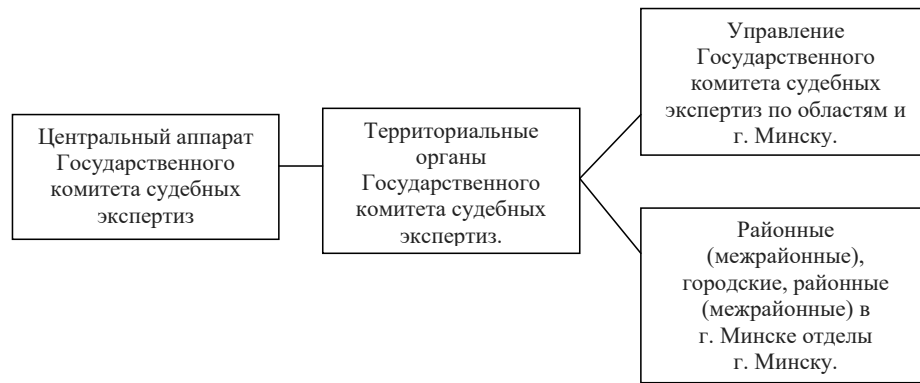 Центральный аппарат
Государственного
комитета судебных
экспертиз
Территориальные
органы
Государственного
комитета судебных
экспертиз.
Управление
Государственного
комитета судебных
экспертиз по областям и
г. Минску.
Районные
(межрайонные),
городские, районные
(межрайонные) в
г. Минске отделы
г. Минску.